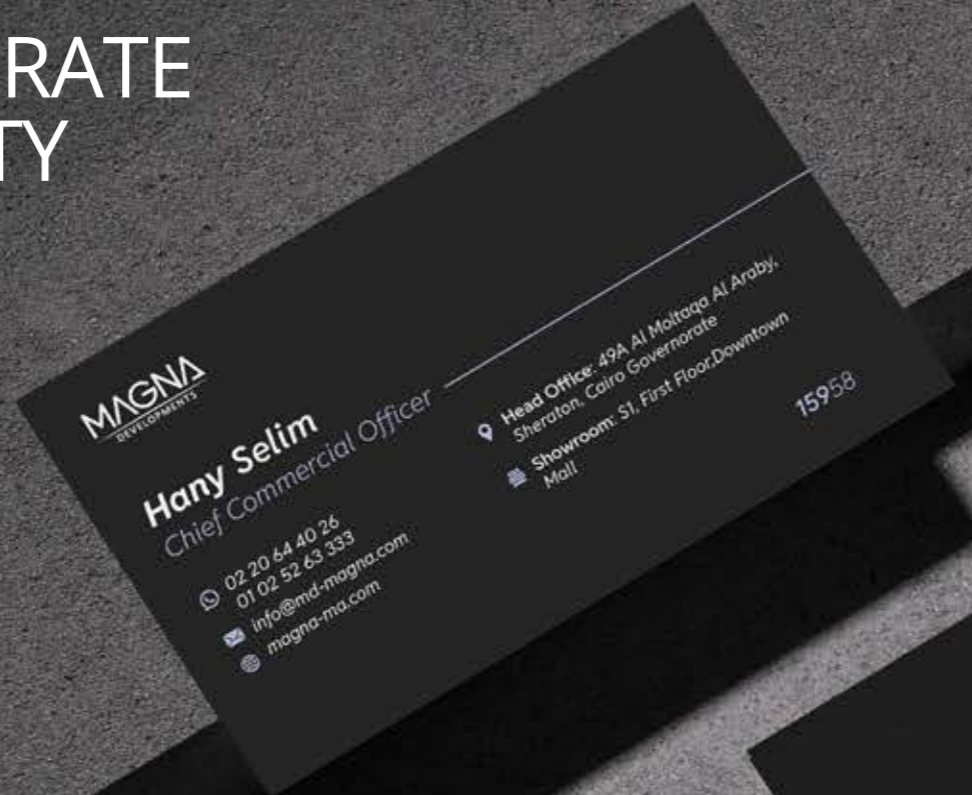 RATE
TY
MAGNA
DEVELOPMENTS
Hany Selim
Chief Commercial Officer
02 20 64 40 26
01 02 52 63 333
info@md-magna.com
magna-ma.com
Head Office: 49A Al Moltaqa Al Araby,
Sheraton, Cairo Governorate
Showroom: S1, First Floor,Downtown
Mall
15958